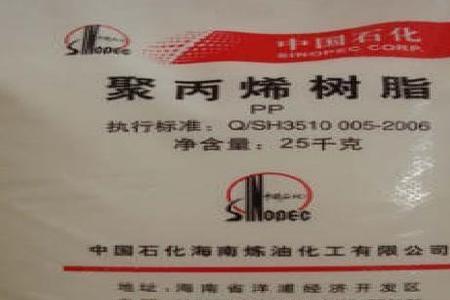 SINOPEC
中国石化
SINOPEC CORP.
聚丙烯树脂
PP
执行标准：Q/SH3510 005-2006
净含量：25千克
SINOPEC
中国石化海南炼油化工有限公司
地址：海南省洋浦经济开发区